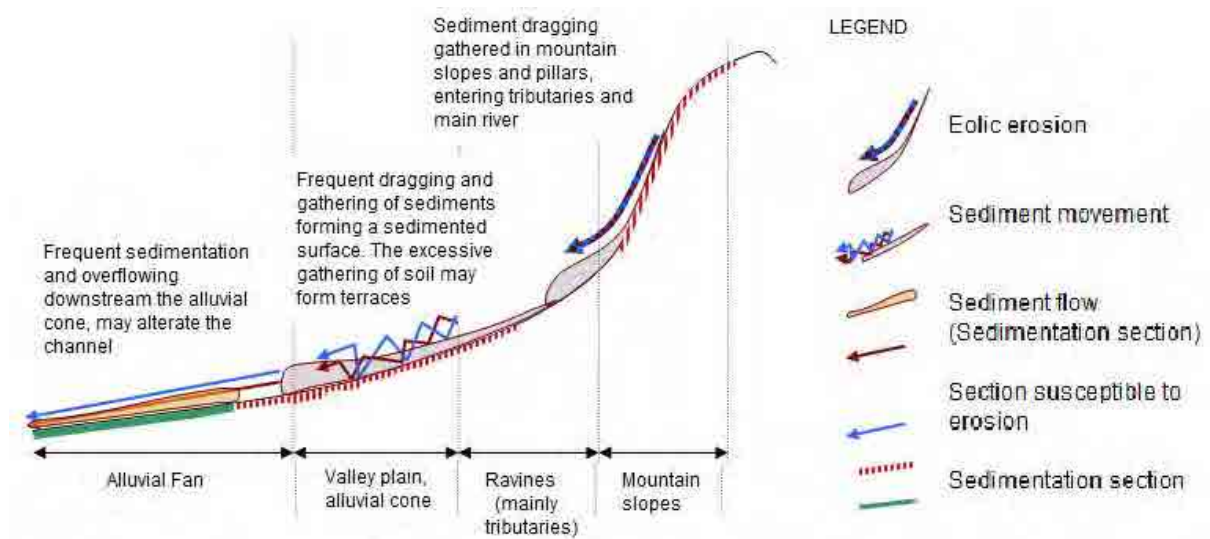 Sediment dragging
gathered in mountain
slopes and pillars,
entering tributaries and
main river
Frequent dragging and
gathering of sediments
forming a sedimented
surface. The excessive
gathering of soil may
form terraces
Frequent sedimentation
and overflowing
downstream the alluvial
cone, may alterate the
channel
Alluvial Fan
Valley plain,
alluvial cone
Ravines
(mainly
tributaries)
Mountain
slopes
LEGEND
Eolic erosion
Sediment movement
Sediment flow
(Sedimentation section)
Section susceptible to
erosion
Sedimentation section